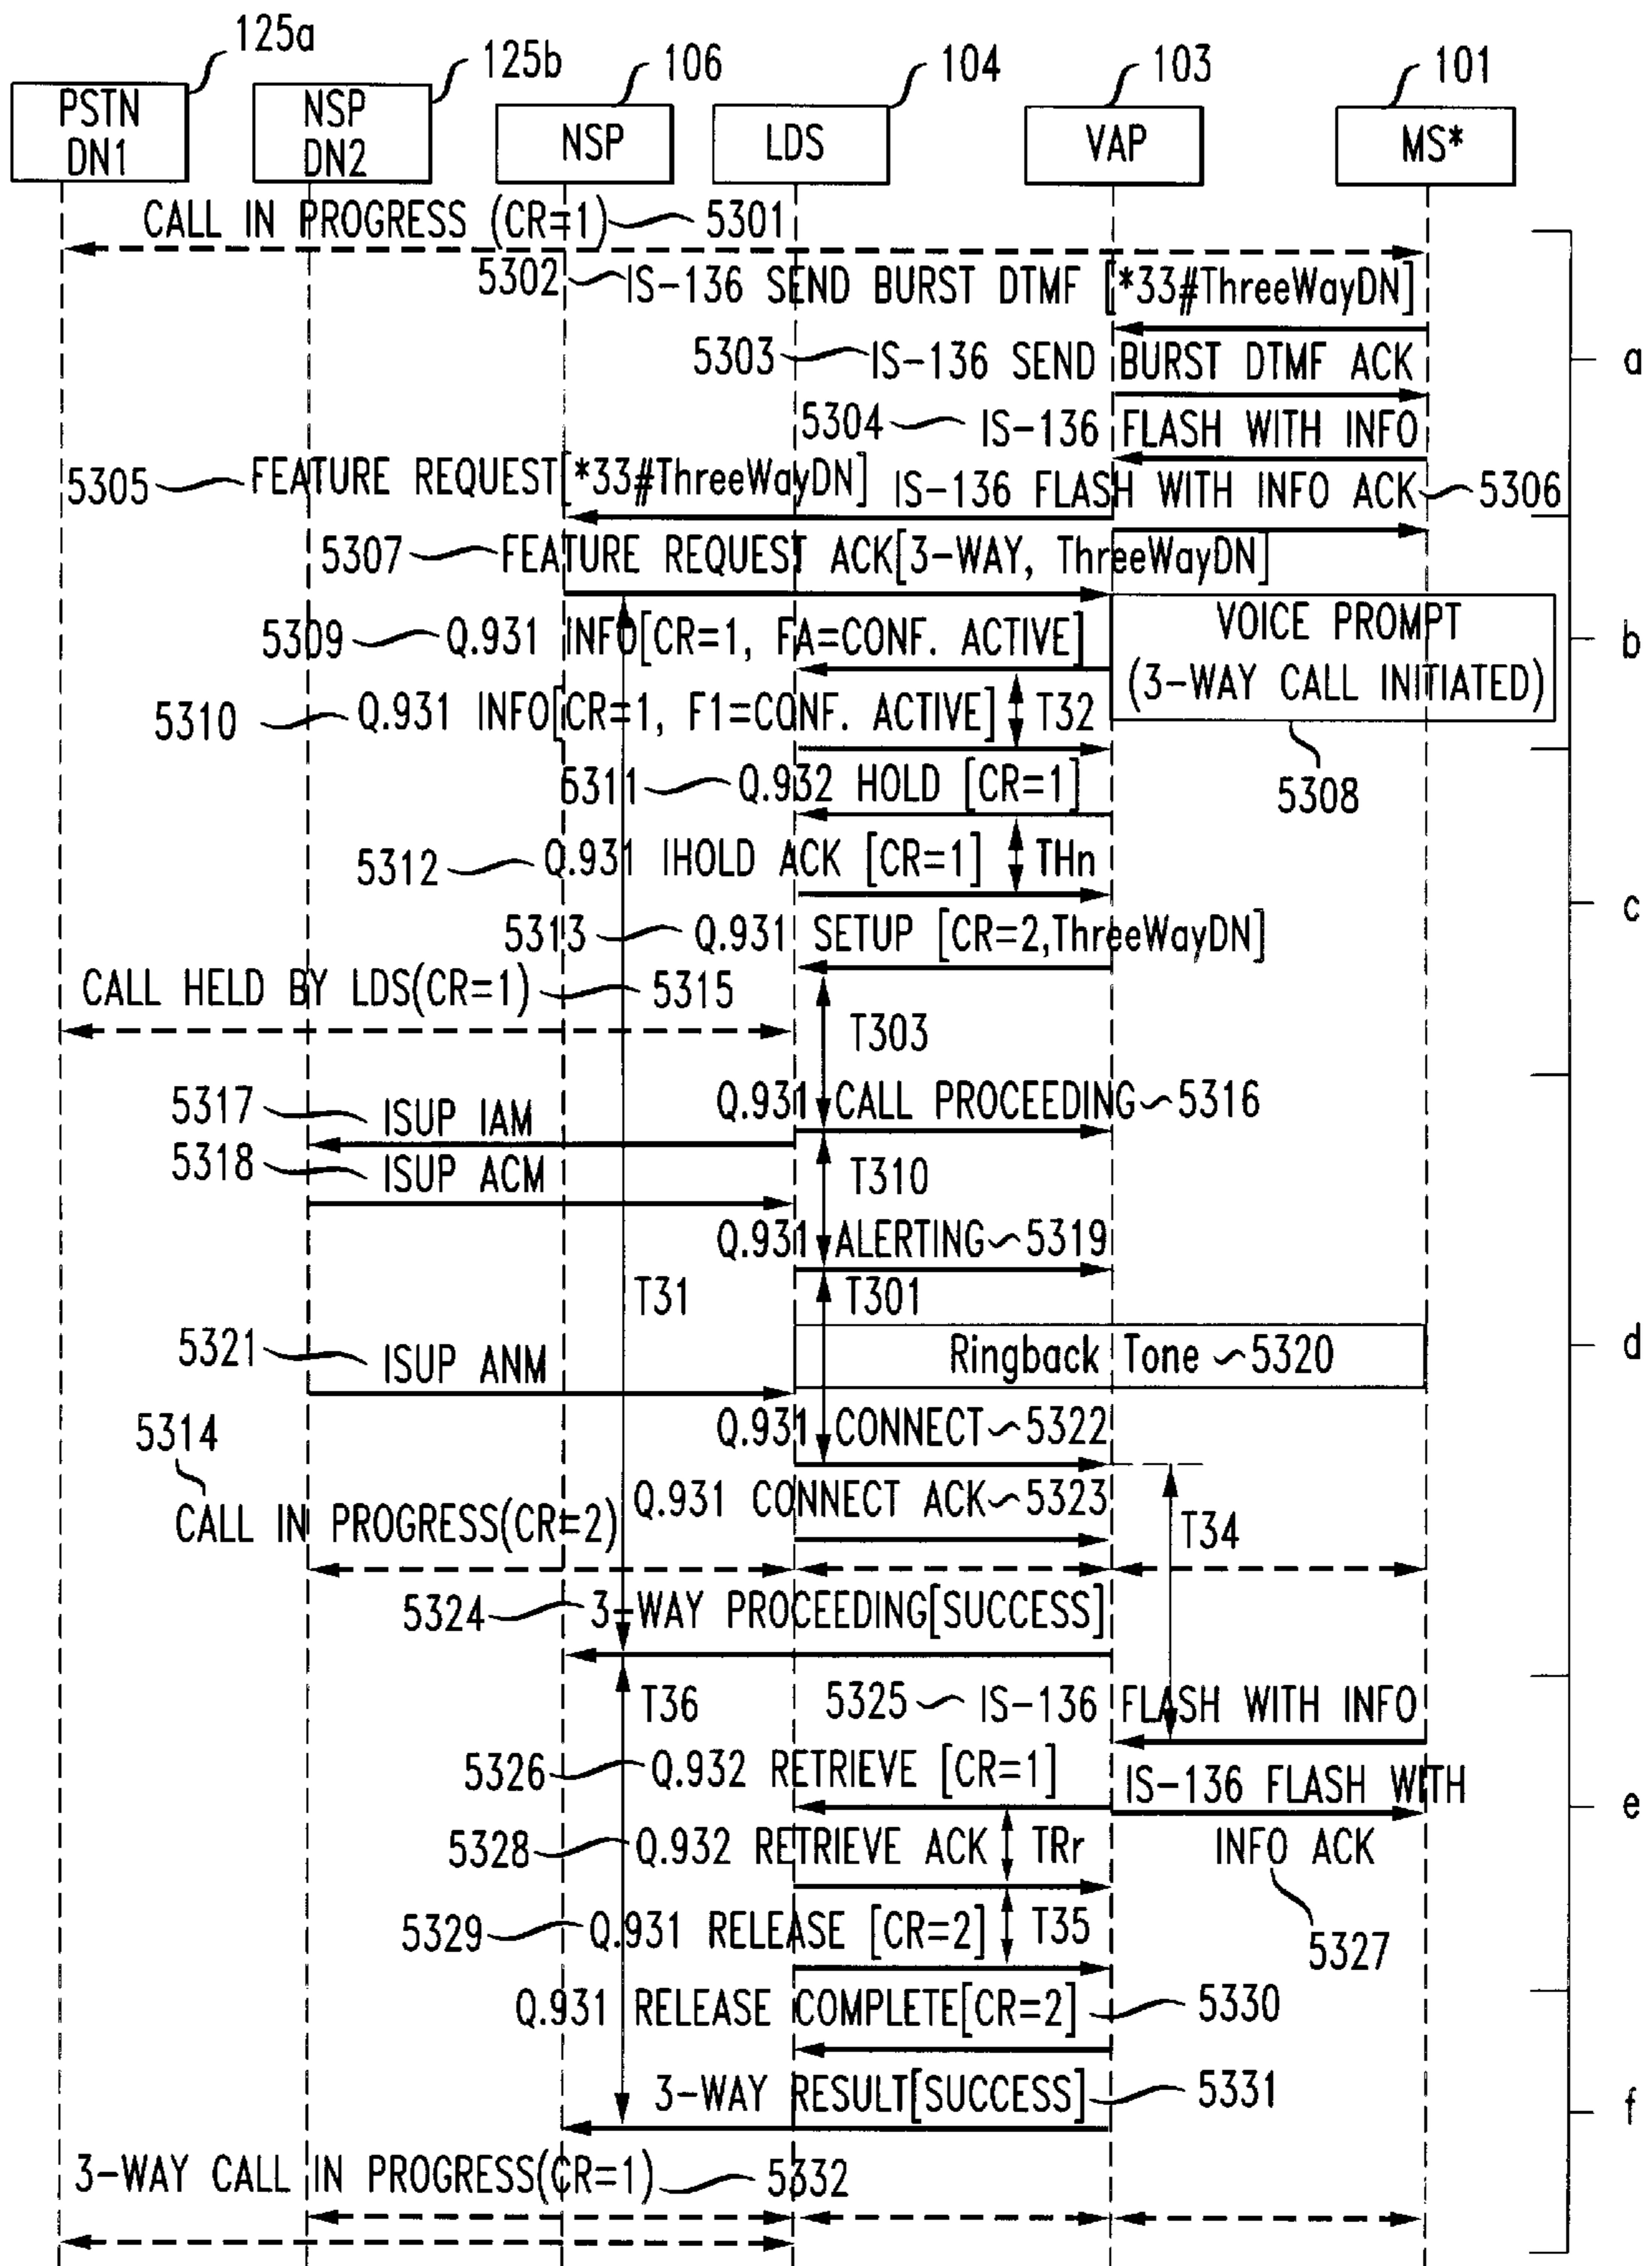 125a
125b
106
104
103
101
PSTN
DN1
NSP
DN2
NSP
LDS
VAP
MS*
CALL IN PROGRESS (CR=1) 5301
5302 IS-136 SEND BURST DTMF [*33#ThreeWayDN]
5303 IS-136 SEND BURST DTMF ACK
a
5304 IS-136 FLASH WITH INFO
5305 FEATURE REQUEST[*33#ThreeWayDN] IS-136 FLASH WITH INFO ACK 5306
5307 FEATURE REQUEST ACK[3-WAY, ThreeWayDN]
5309 Q.931 INFO[CR=1, FA=CONF. ACTIVE]
VOICE PROMPT
(3-WAY CALL INITIATED)
b
5310 Q.931 INFO[CR=1, F1=CONF. ACTIVE] T32
5308
5311 Q.932 HOLD [CR=1]
5312 Q.931 IHOLD ACK [CR=1] THn
c
5313 Q.931 SETUP [CR=2,ThreeWayDN]
CALL HELD BY LDS(CR=1) 5315
T303
5317 ISUP IAM
Q.931 CALL PROCEEDING 5316
5318 ISUP ACM
T310
Q.931 ALERTING 5319
T31
T301
5321 ISUP ANM
Ringback Tone 5320
d
5314
Q.931 CONNECT 5322
CALL IN PROGRESS(CR=2)
Q.931 CONNECT ACK 5323
T34
5324 3-WAY PROCEEDING[SUCCESS]
T36
5325 IS-136 FLASH WITH INFO
5326 Q.932 RETRIEVE [CR=1]
IS-136 FLASH WITH
INFO ACK
e
5328 Q.932 RETRIEVE ACK TRr
5327
5329 Q.931 RELEASE [CR=2] T35
Q.931 RELEASE COMPLETE[CR=2] 5330
3-WAY RESULT[SUCCESS] 5331
f
3-WAY CALL IN PROGRESS(CR=1) 5332